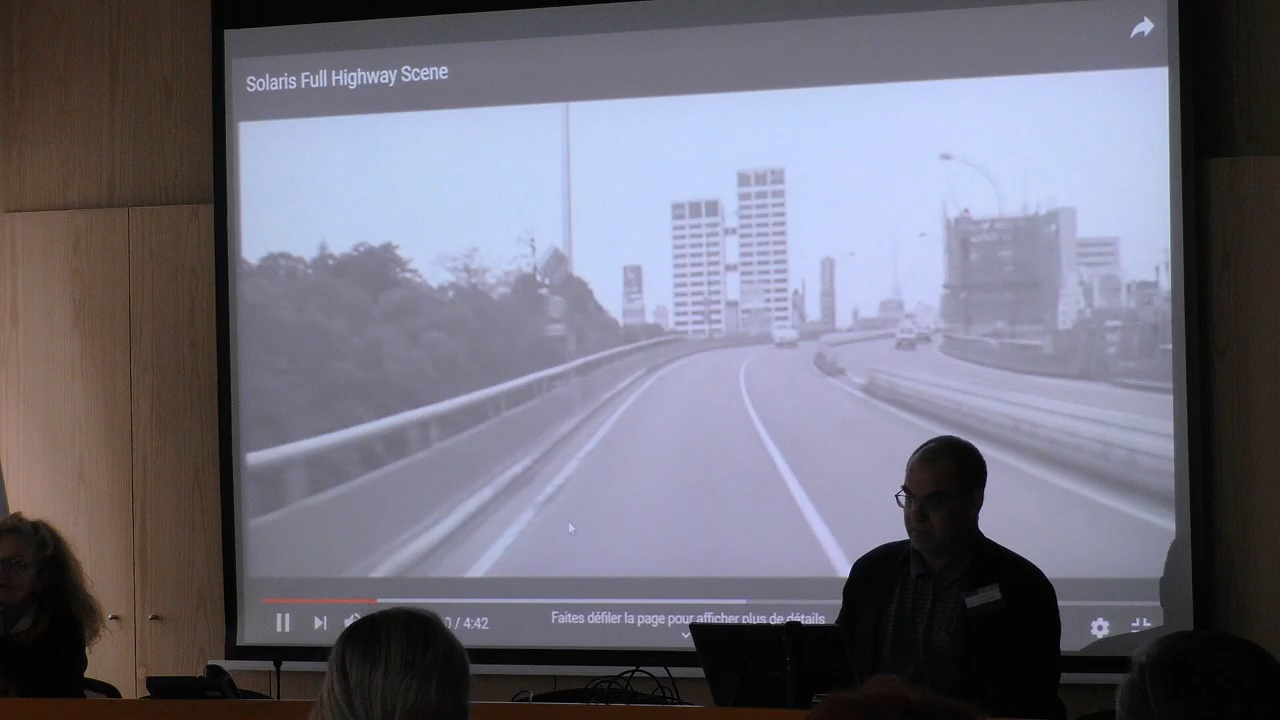 Solaris Full Highway Scene
/ 4:42
Faites défiler la page pour afficher plus de détails